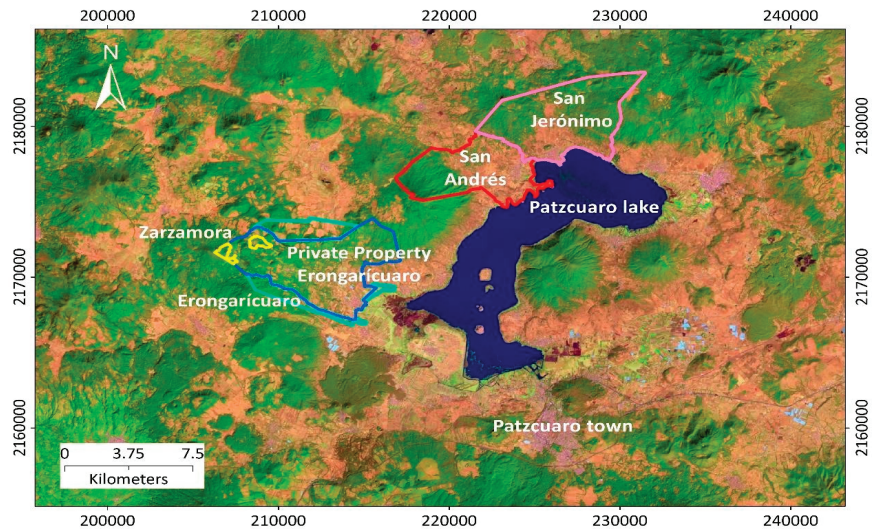 200000 210000 220000 230000 240000
N
2180000
2180000
San
Jerónimo
San
Andrés
Patzcuaro lake
Zarzamora
Private Property
Erongarícuaro
2170000
2170000
Erongarícuaro
2160000
2160000
Patzcuaro town
0 3.75 7.5
Kilometers
200000 210000 220000 230000 240000